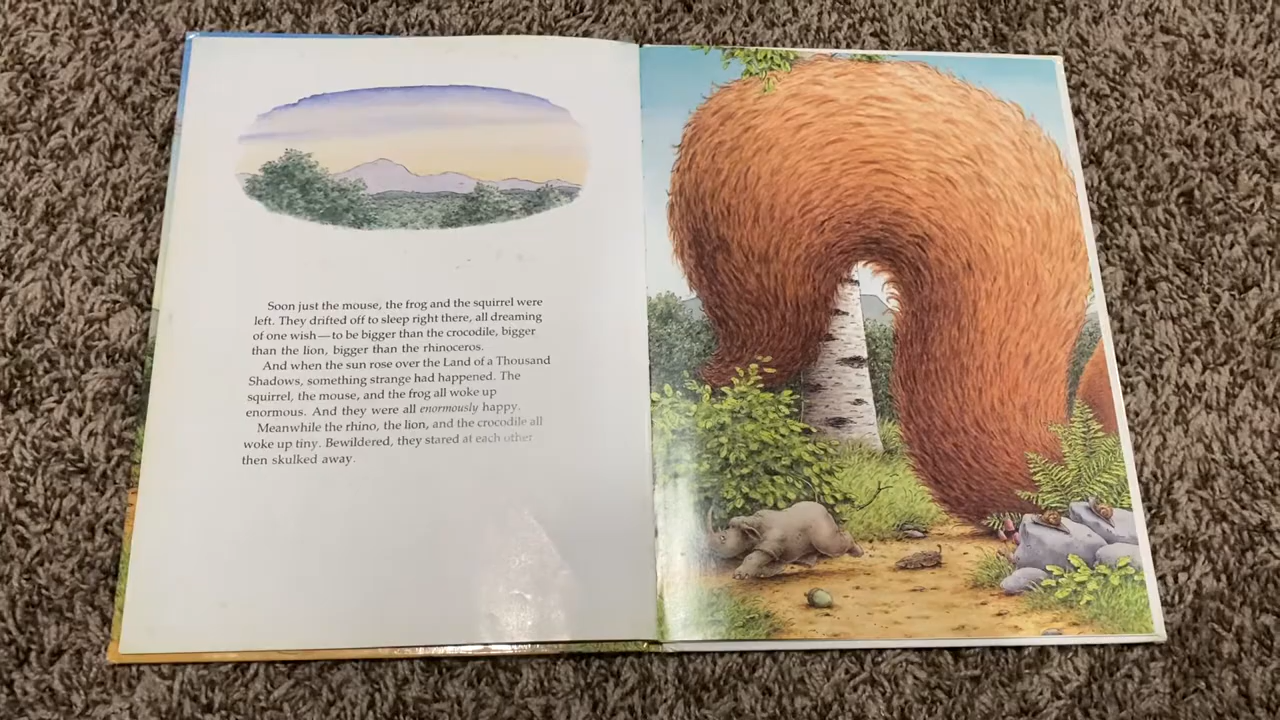 Soon just the mouse, the frog and the squirrel were
left. They drifted off to sleep right there, all dreaming
of one wish—to be bigger than the crocodile, bigger
than the lion, bigger than the rhinoceros.
And when the sun rose over the Land of a Thousand
Shadows, something strange had happened. The
squirrel, the mouse, and the frog all woke up
enormous. And they were all enormously happy.
Meanwhile the rhino, the lion, and the crocodile all
woke up tiny. Bewildered, they stared at each other
then skulked away.